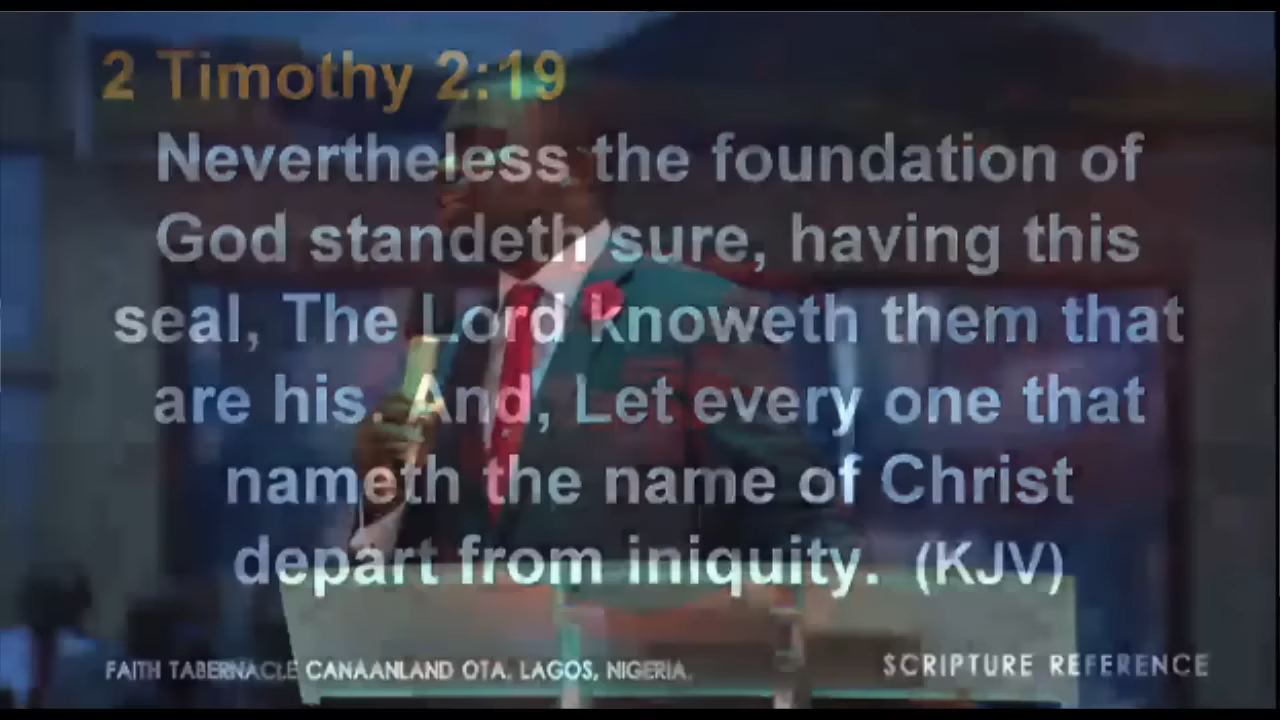 2 Timothy 2:19
Nevertheless the foundation of
God standeth sure, having this
seal, The Lord knoweth them that
are his. And, Let every one that
nameth the name of Christ
depart from iniquity. (KJV)
FAITH TABERNACLE CANAANLAND OTA. LAGOS, NIGERIA.
SCRIPTURE REFERENCE